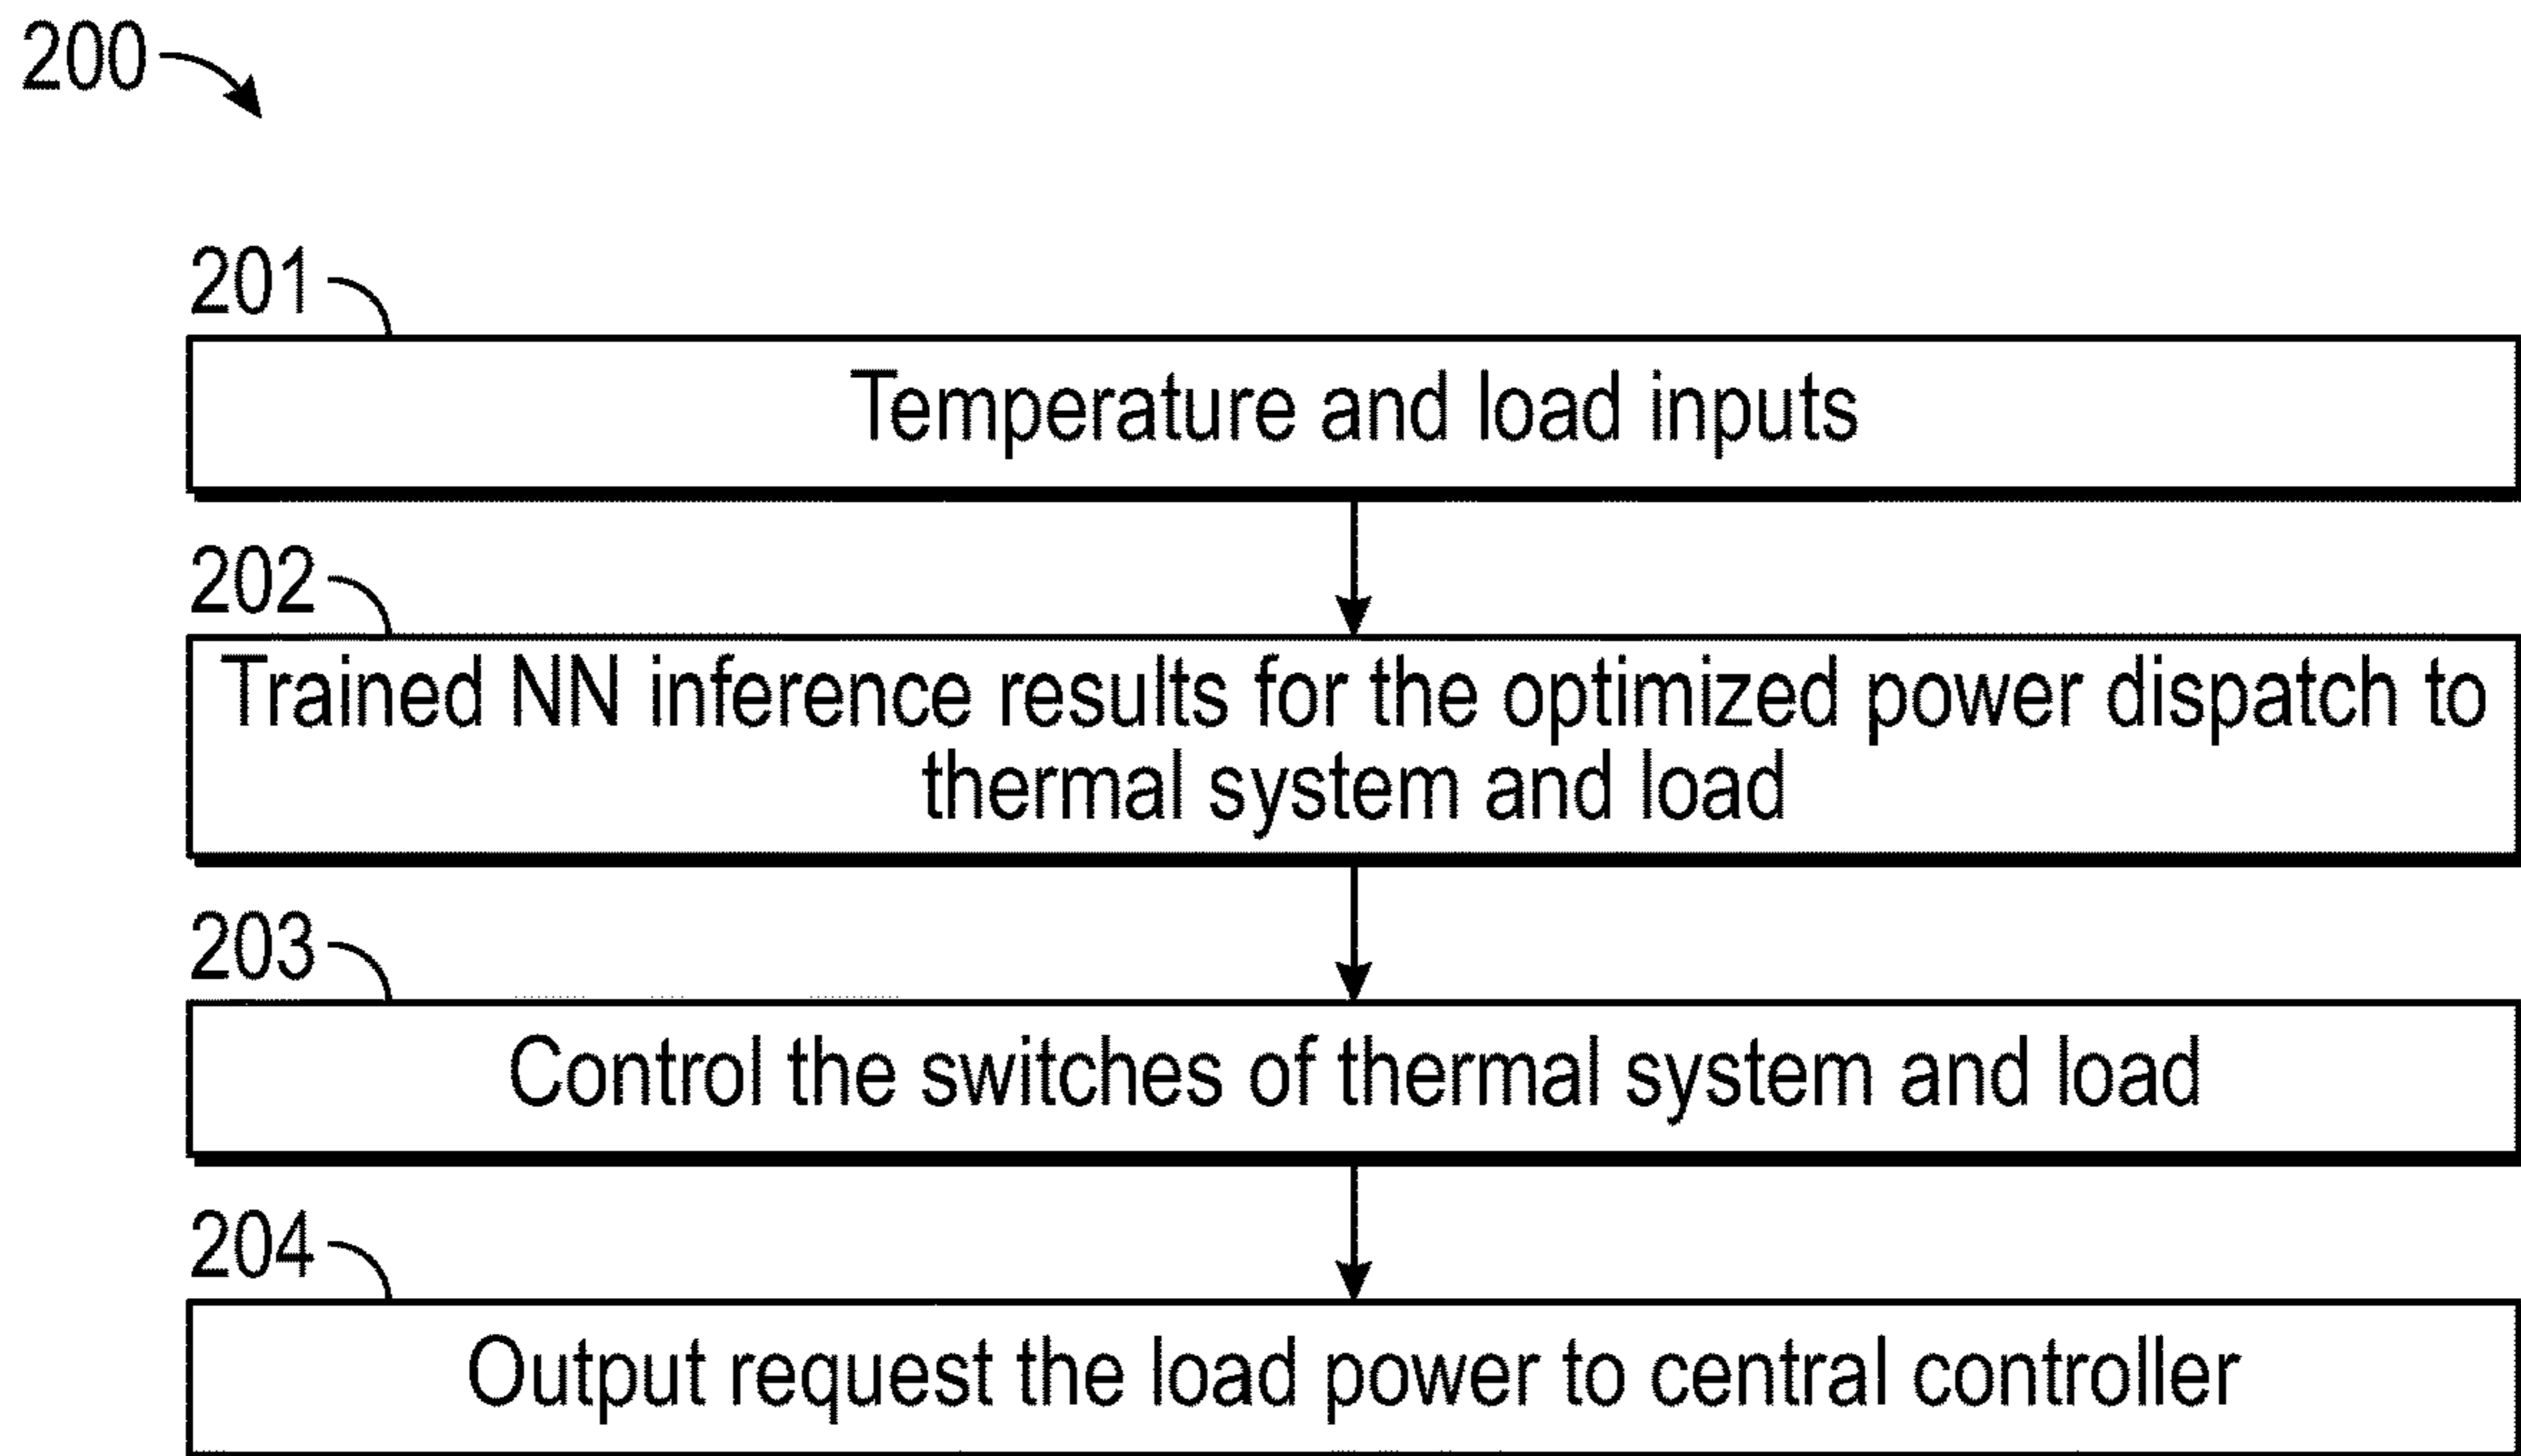 200
201
Temperature and load inputs
202
Trained NN inference results for the optimized power dispatch to
thermal system and load
203
Control the switches of thermal system and load
204
Output request the load power to central controller